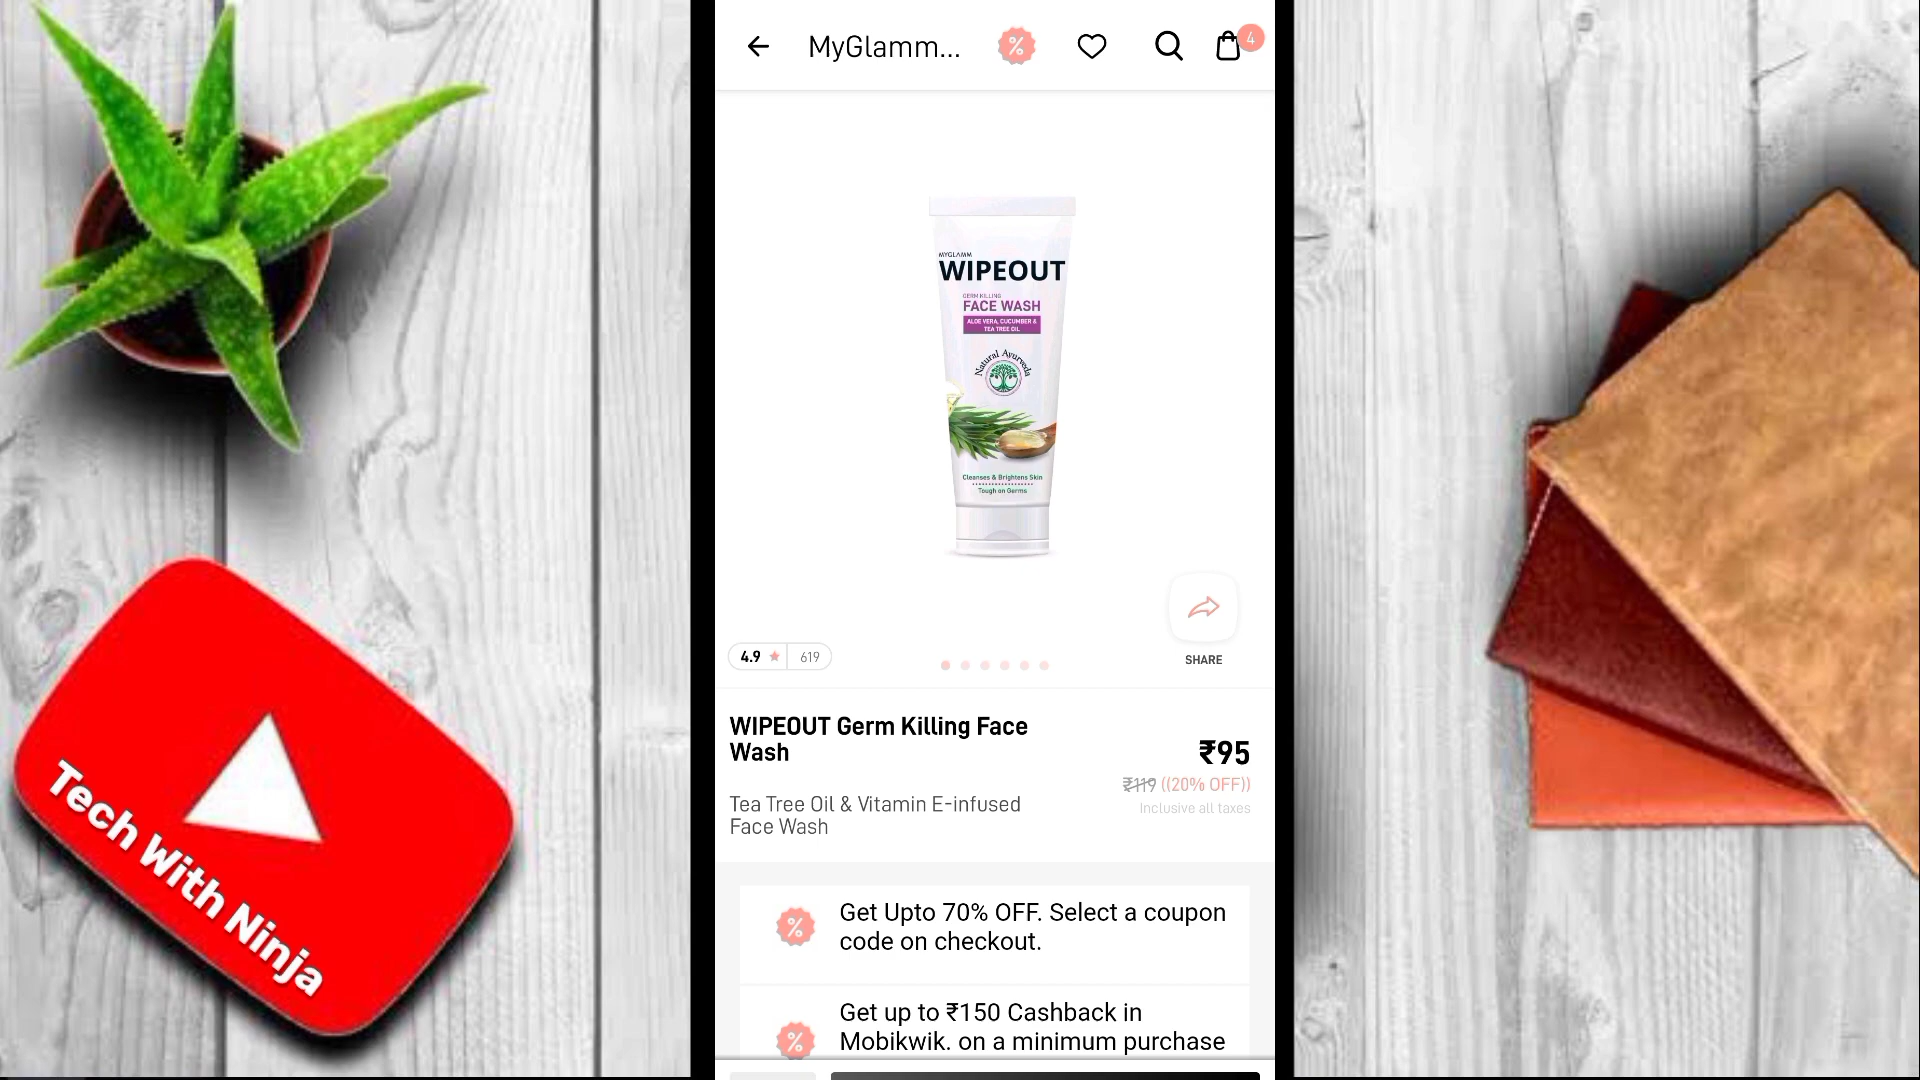 MyGlamm...
4
MYGLAMM
WIPEOUT
GERM KILLING
FACE WASH
ALOE VERA, CUCUMBER &
TEA TREE OIL
Natural Ayurveda
Cleanses & Brightens Skin
Tough on Germs
4.9 619
SHARE
WIPEOUT Germ Killing Face
Wash
₹95
₹119 ((20% OFF))
Inclusive all taxes
Tea Tree Oil & Vitamin E-infused
Face Wash
Get Upto 70% OFF. Select a coupon
code on checkout.
Get up to ₹150 Cashback in
Mobikwik. on a minimum purchase
Tech With Ninja